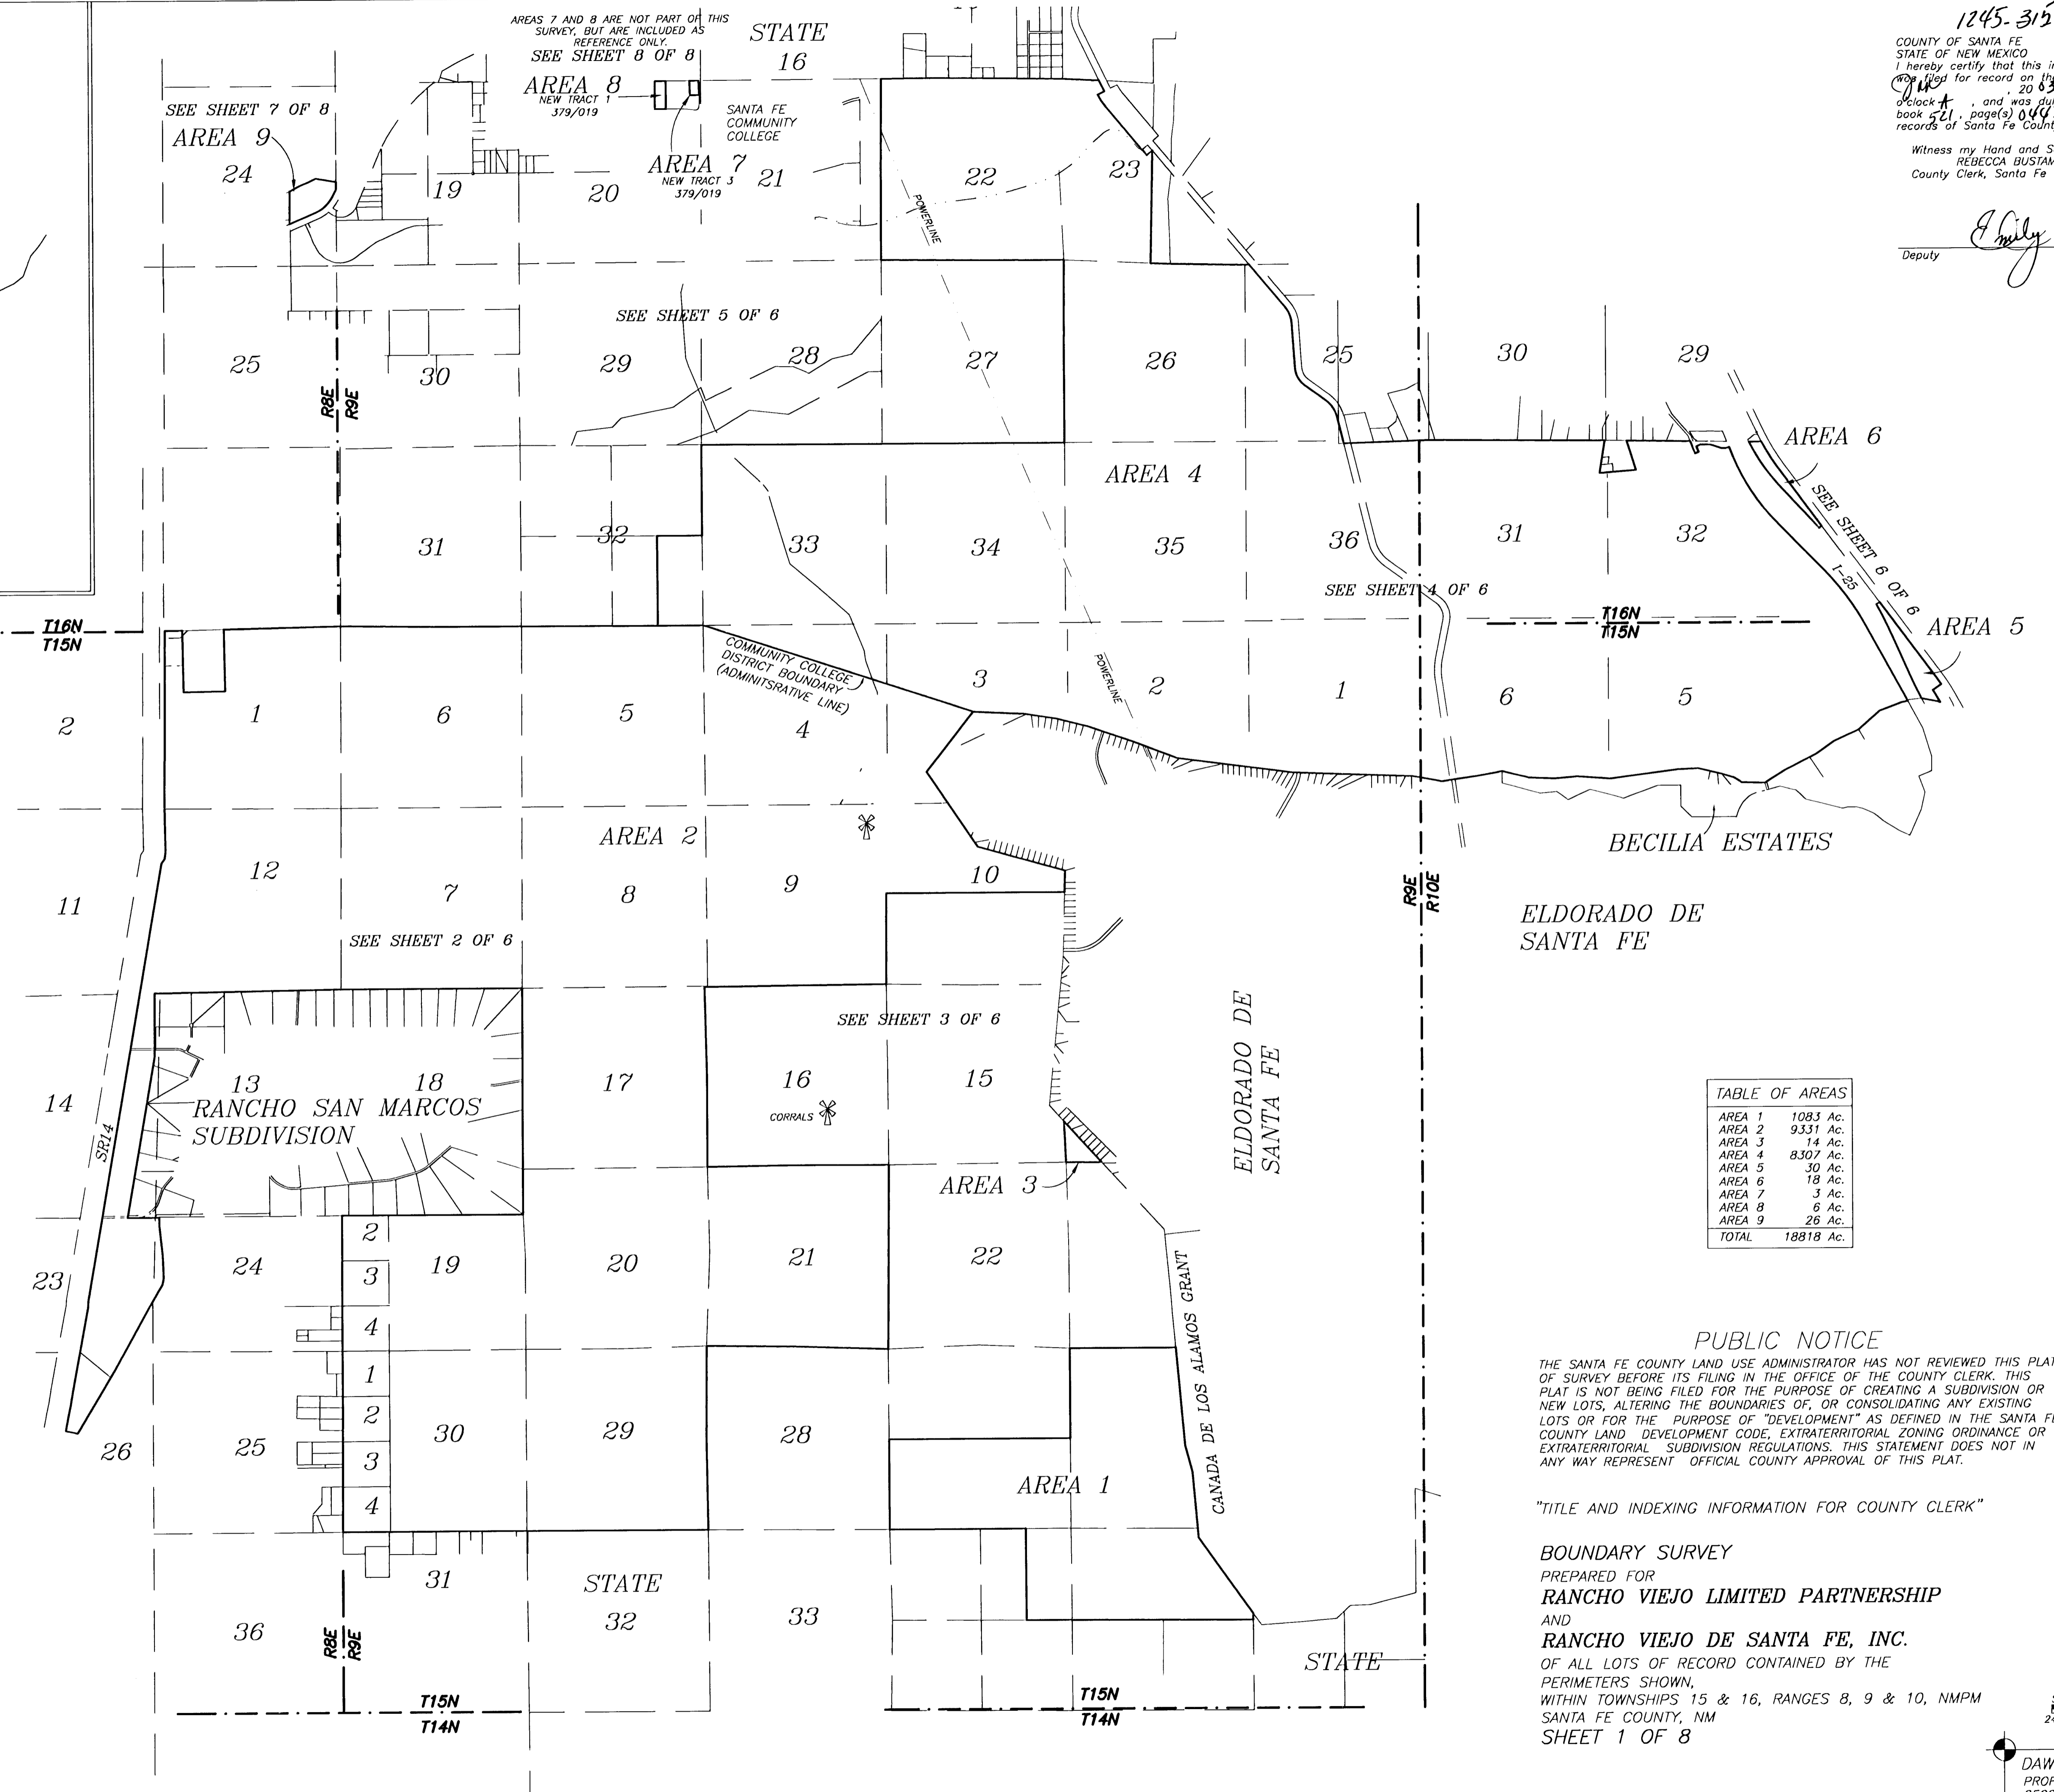 AREAS 7 AND 8 ARE NOT PART OF THIS
SURVEY, BUT ARE INCLUDED AS
REFERENCE ONLY.
SEE SHEET 8 OF 8
AREA 8
NEW TRACT 1
379/019
STATE
16
SANTA FE
COMMUNITY
COLLEGE
AREA 7
NEW TRACT 3
379/019
SEE SHEET 7 OF 8
AREA 9
24
19
20
21
22
23
POWERLINE
1245-315
COUNTY OF SANTA FE
STATE OF NEW MEXICO
I hereby certify that this in
was filed for record on the
, 20 03
o'clock A , and was du
book 521, page(s) 044
records of Santa Fe Count
Witness my Hand and S
REBECCA BUSTAM
County Clerk, Santa Fe
Emily
Deputy
SEE SHEET 5 OF 6
25
30
29
28
27
26
25
30
29
R8E
R9E
AREA 6
AREA 4
31
32
33
34
35
36
31
32
SEE SHEET 6 OF 6
I-25
SEE SHEET 4 OF 6
T16N
T15N
T16N
T15N
AREA 5
COMMUNITY COLLEGE
DISTRICT BOUNDARY
(ADMINITSRATIVE LINE)
POWERLINE
2
1
6
5
4
3
2
1
6
5
AREA 2
BECILIA ESTATES
11
12
7
8
9
10
R9E
R10E
ELDORADO DE
SANTA FE
SEE SHEET 2 OF 6
SEE SHEET 3 OF 6
ELDORADO DE
SANTA FE
14
13
18
17
16
15
RANCHO SAN MARCOS
SUBDIVISION
CORRALS
SR14
AREA 3
TABLE OF AREAS
AREA 1 1083 Ac.
AREA 2 9331 Ac.
AREA 3 14 Ac.
AREA 4 8307 Ac.
AREA 5 30 Ac.
AREA 6 18 Ac.
AREA 7 3 Ac.
AREA 8 6 Ac.
AREA 9 26 Ac.
TOTAL 18818 Ac.
23
24
2
3
4
19
20
21
22
CANADA DE LOS ALAMOS GRANT
26
25
1
2
3
4
30
29
28
AREA 1
31
STATE
32
33
36
R8E
R9E
STATE
T15N
T14N
T15N
T14N
PUBLIC NOTICE
THE SANTA FE COUNTY LAND USE ADMINISTRATOR HAS NOT REVIEWED THIS PLAT
OF SURVEY BEFORE ITS FILING IN THE OFFICE OF THE COUNTY CLERK. THIS
PLAT IS NOT BEING FILED FOR THE PURPOSE OF CREATING A SUBDIVISION OR
NEW LOTS, ALTERING THE BOUNDARIES OF, OR CONSOLIDATING ANY EXISTING
LOTS OR FOR THE PURPOSE OF "DEVELOPMENT" AS DEFINED IN THE SANTA FE
COUNTY LAND DEVELOPMENT CODE, EXTRATERRITORIAL ZONING ORDINANCE OR
EXTRATERRITORIAL SUBDIVISION REGULATIONS. THIS STATEMENT DOES NOT IN
ANY WAY REPRESENT OFFICIAL COUNTY APPROVAL OF THIS PLAT.
"TITLE AND INDEXING INFORMATION FOR COUNTY CLERK"
BOUNDARY SURVEY
PREPARED FOR
RANCHO VIEJO LIMITED PARTNERSHIP
AND
RANCHO VIEJO DE SANTA FE, INC.
OF ALL LOTS OF RECORD CONTAINED BY THE
PERIMETERS SHOWN,
WITHIN TOWNSHIPS 15 & 16, RANGES 8, 9 & 10, NMPM
SANTA FE COUNTY, NM
SHEET 1 OF 8
DAW